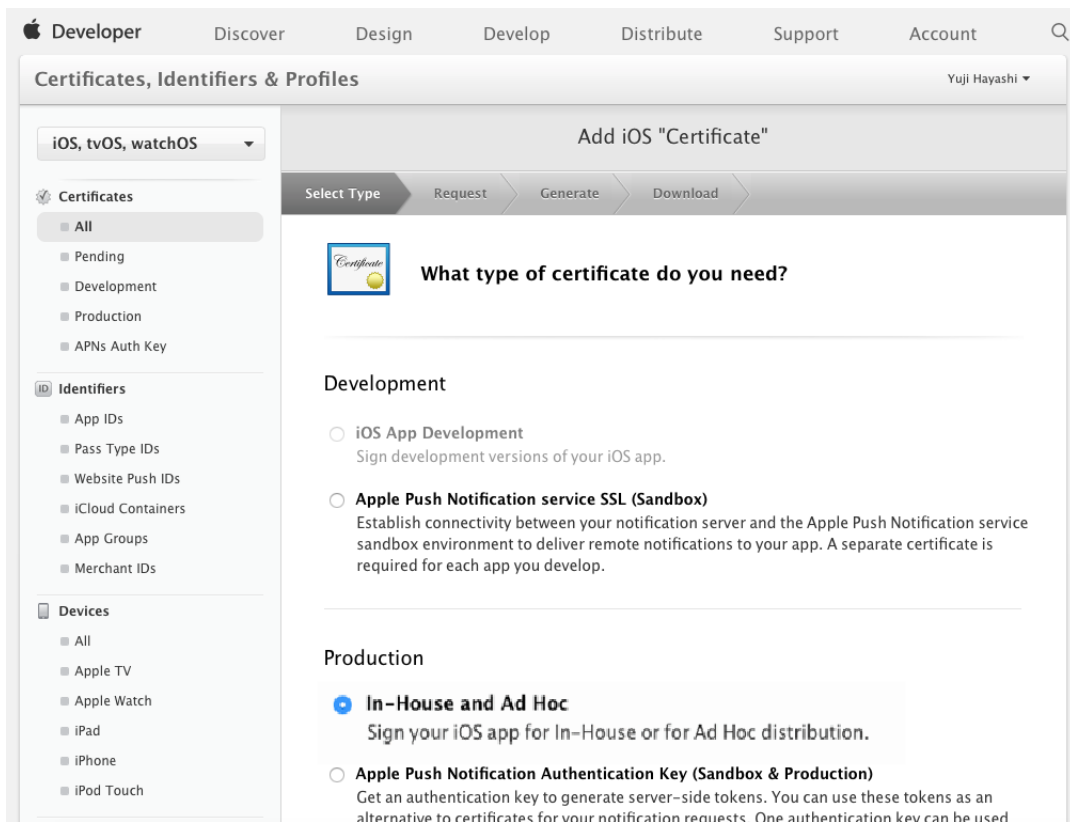 Developer Discover Design Develop Distribute Support Account
Certificates, Identifiers & Profiles
Yuji Hayashi
iOS, tvOS, watchOS
Certificates
All
Pending
Development
Production
APNs Auth Key
Identifiers
App IDs
Pass Type IDs
Website Push IDs
iCloud Containers
App Groups
Merchant IDs
Devices
All
Apple TV
Apple Watch
iPad
iPhone
iPod Touch
Add iOS "Certificate"
Select Type Request Generate Download
Certificate
What type of certificate do you need?
Development
iOS App Development
Sign development versions of your iOS app.
Apple Push Notification service SSL (Sandbox)
Establish connectivity between your notification server and the Apple Push Notification service
sandbox environment to deliver remote notifications to your app. A separate certificate is
required for each app you develop.
Production
In-House and Ad Hoc
Sign your iOS app for In-House or for Ad Hoc distribution.
Apple Push Notification Authentication Key (Sandbox & Production)
Get an authentication key to generate server-side tokens. You can use these tokens as an
alternative to certificates for your notification requests. One authentication key can be used